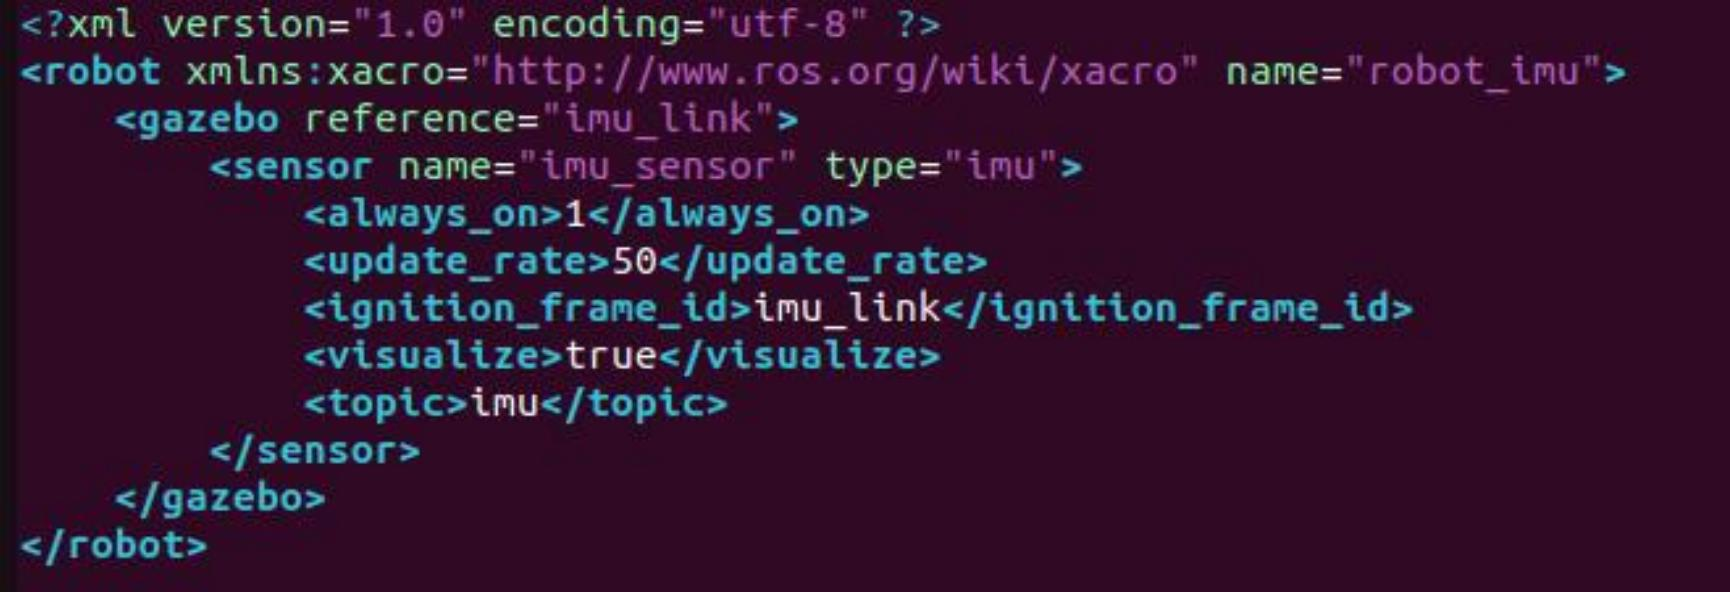 <?xml version="1.0" encoding="utf-8" ?>
<robot xmlns:xacro="http://www.ros.org/wiki/xacro" name="robot_imu">
    <gazebo reference="imu_link">
        <sensor name="imu_sensor" type="imu">
            <always_on>1</always_on>
            <update_rate>50</update_rate>
            <ignition_frame_id>imu_link</ignition_frame_id>
            <visualize>true</visualize>
            <topic>imu</topic>
        </sensor>
    </gazebo>
</robot>